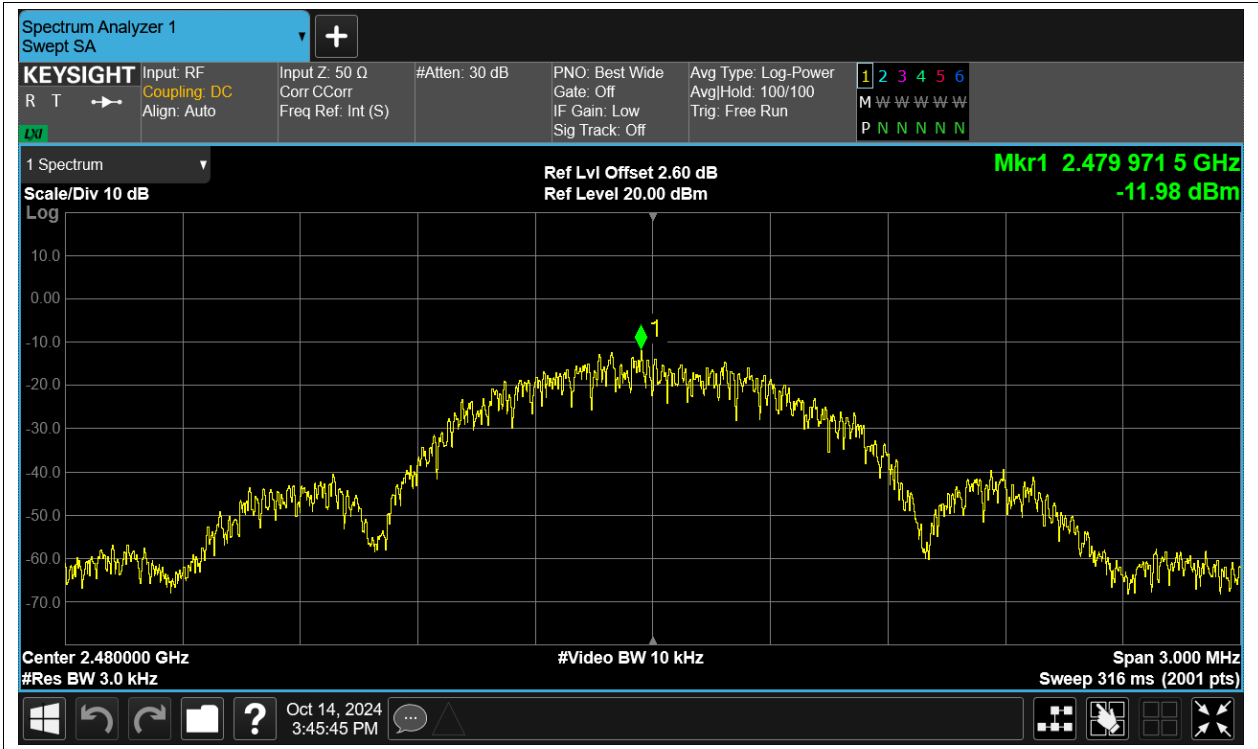 Spectrum Analyzer 1
Swept SA
+
KEYSIGHT
R T
LXI
Input: RF
Coupling: DC
Align: Auto
Input Z: 50 Ω
Corr CCorr
Freq Ref: Int (S)
#Atten: 30 dB
PNO: Best Wide
Gate: Off
IF Gain: Low
Sig Track: Off
Avg Type: Log-Power
Avg|Hold: 100/100
Trig: Free Run
1 2 3 4 5 6
M W W W W W
P N N N N N
1 Spectrum
Scale/Div 10 dB
Log
Ref Lvl Offset 2.60 dB
Ref Level 20.00 dBm
Mkr1 2.479 971 5 GHz
-11.98 dBm
10.0
0.00
-10.0
-20.0
-30.0
-40.0
-50.0
-60.0
-70.0
1
Center 2.480000 GHz
#Res BW 3.0 kHz
#Video BW 10 kHz
Span 3.000 MHz
Sweep 316 ms (2001 pts)
?
Oct 14, 2024
3:45:45 PM